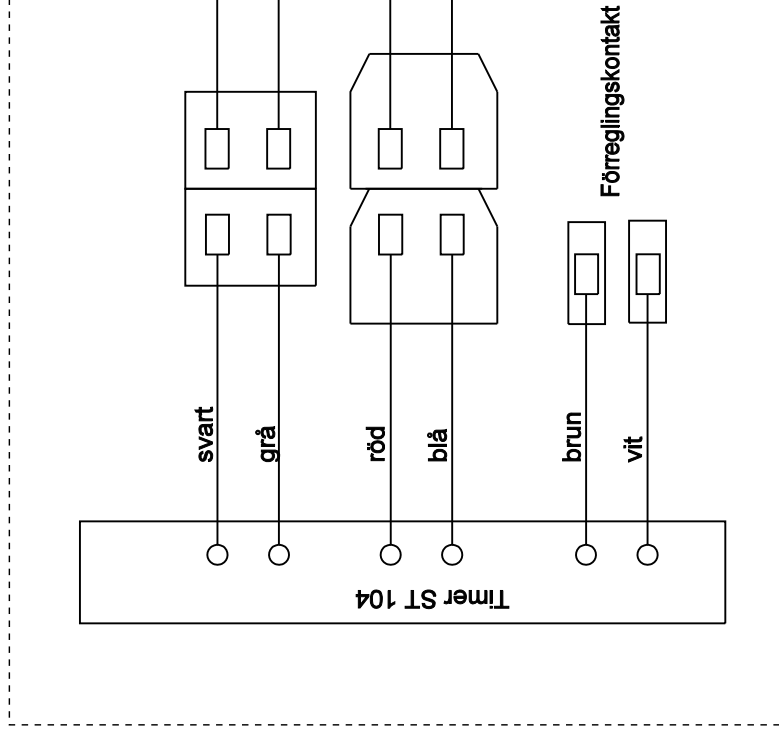 Förreglingskontakt
svart
grå
röd
blå
brun
vit
Timer ST 104